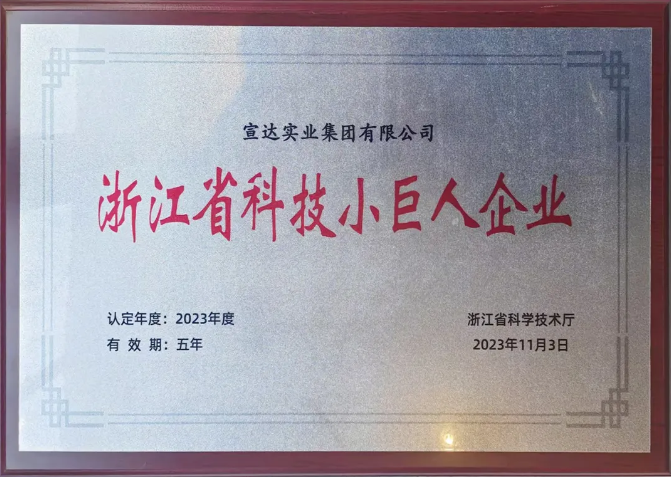 宣达实业集团有限公司
浙江省科技小巨人企业
认定年度：2023年度
有 效 期：五年
浙江省科学技术厅
2023年11月3日